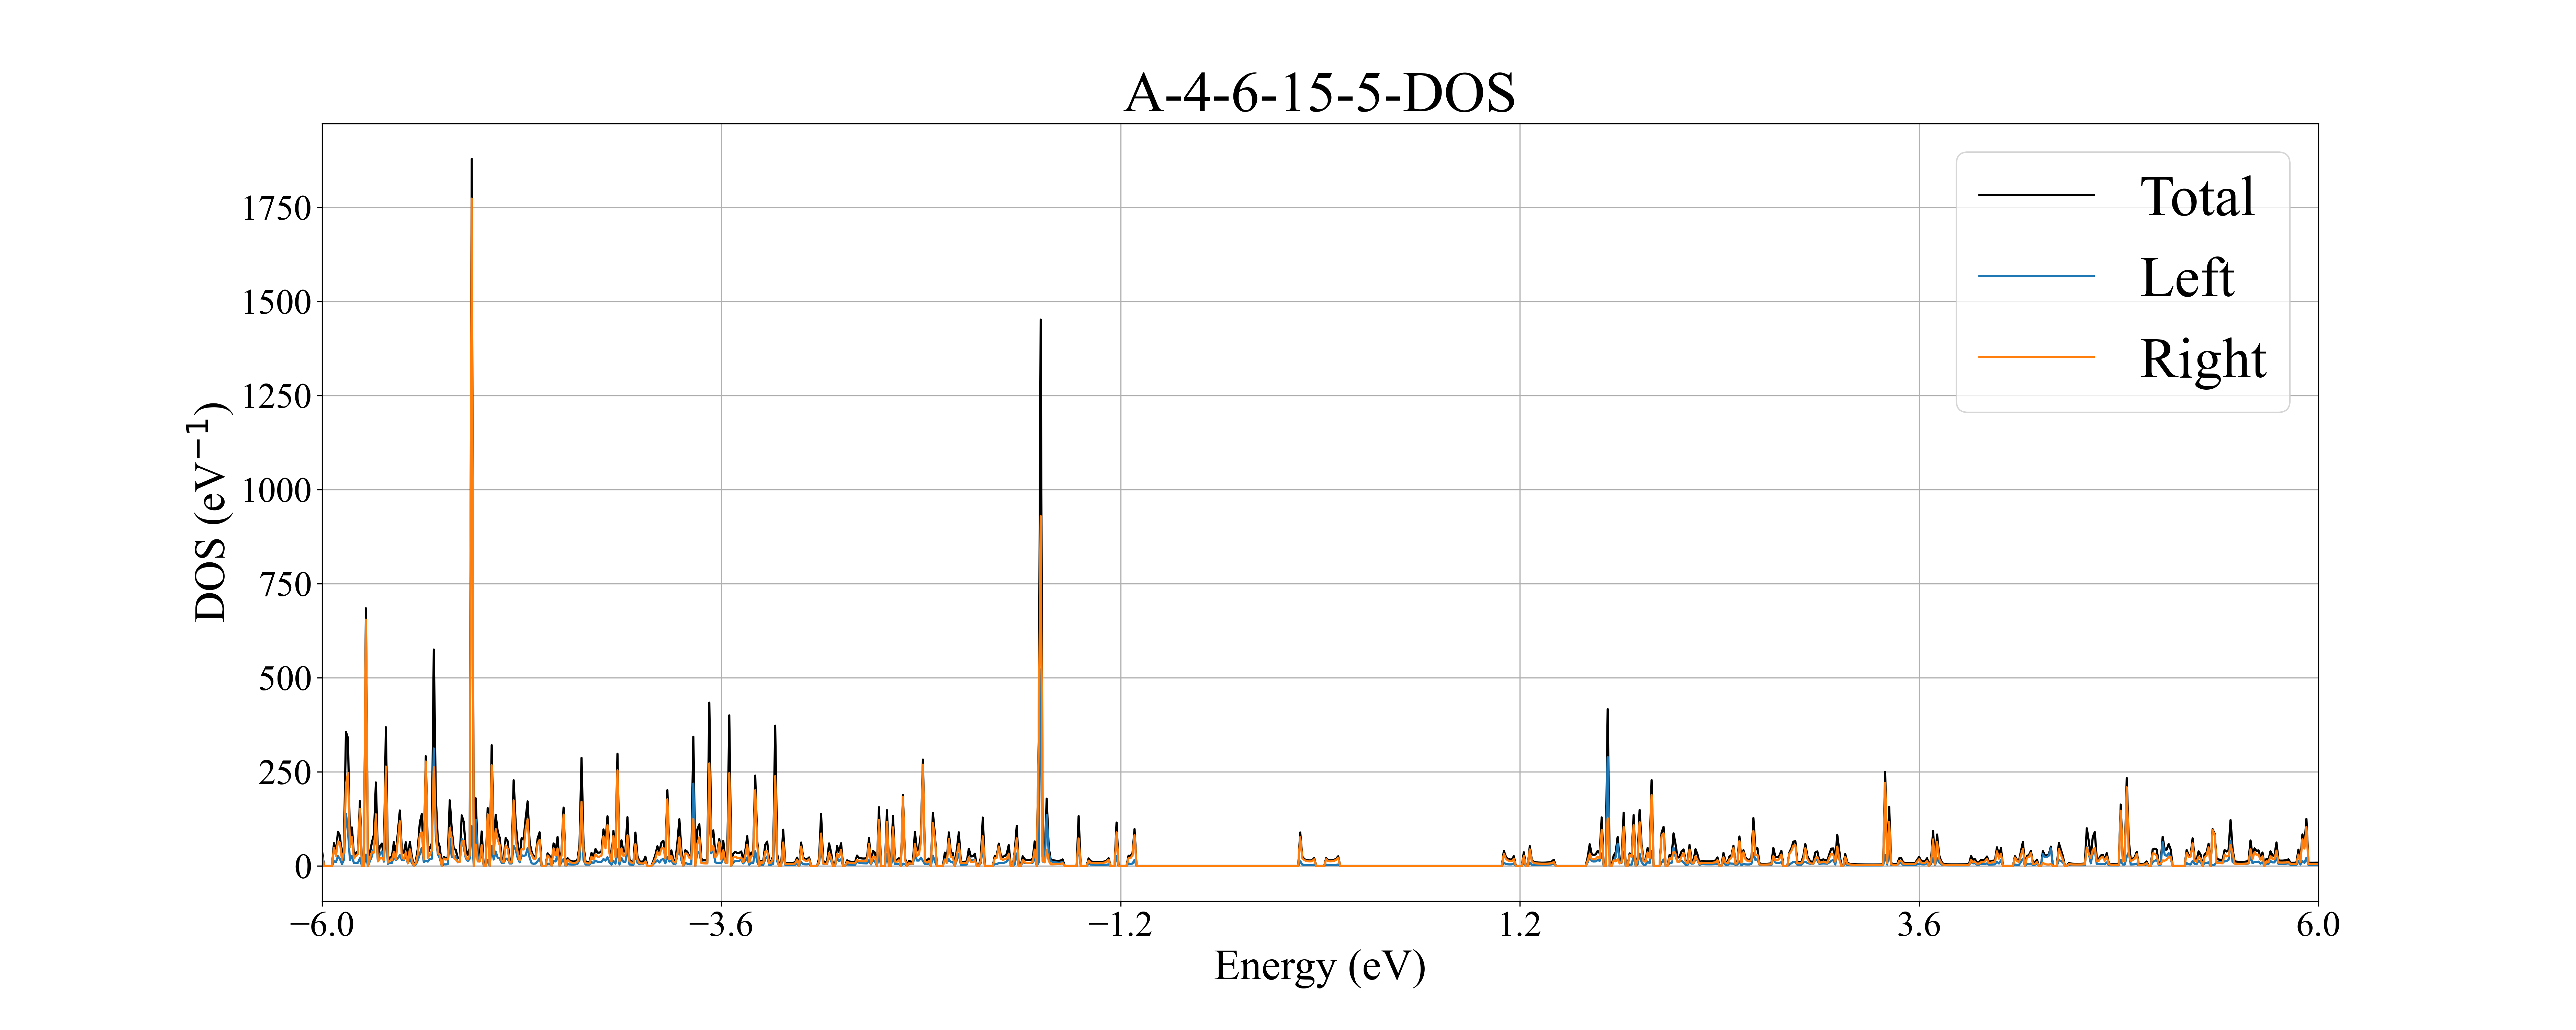 A-4-6-15-5-DOS
Total
Left
Right
1750
1500
1250
1000
750
500
250
0
DOS (eV⁻¹)
−6.0 −3.6 −1.2 1.2 3.6 6.0
Energy (eV)